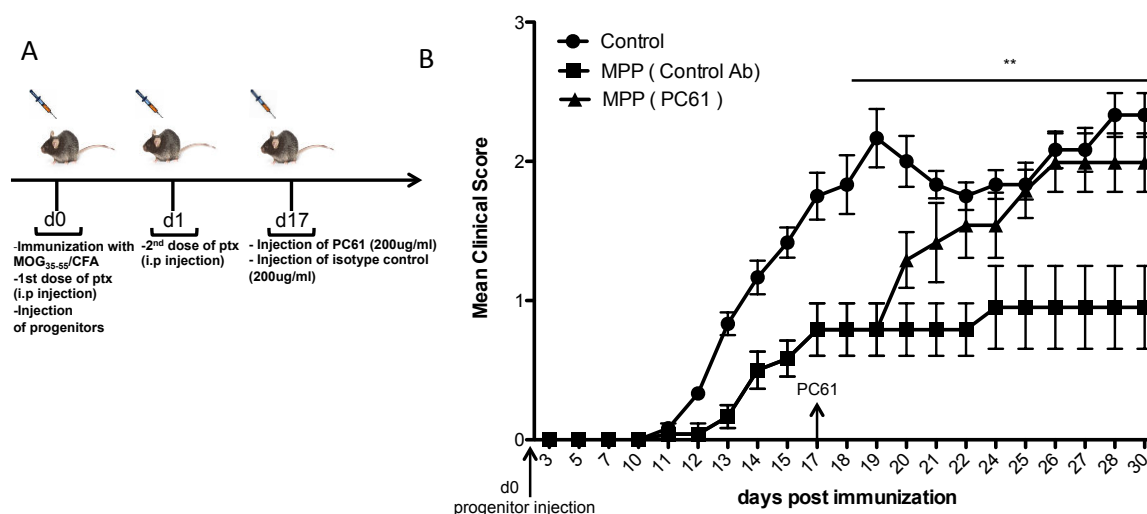 A
d0
d1
d17
-Immunization with
MOG35-55/CFA
-1st dose of ptx
(i.p injection)
-Injection
of progenitors
-2nd dose of ptx
(i.p injection)
- Injection of PC61 (200ug/ml)
- Injection of isotype control
(200ug/ml)
B
Mean Clinical Score
3
2
1
0
Control
MPP ( Control Ab)
MPP ( PC61 )
**
PC61
3 5 7 10 11 12 13 14 15 17 18 19 20 21 22 24 25 26 27 28 30
d0
progenitor injection
days post immunization